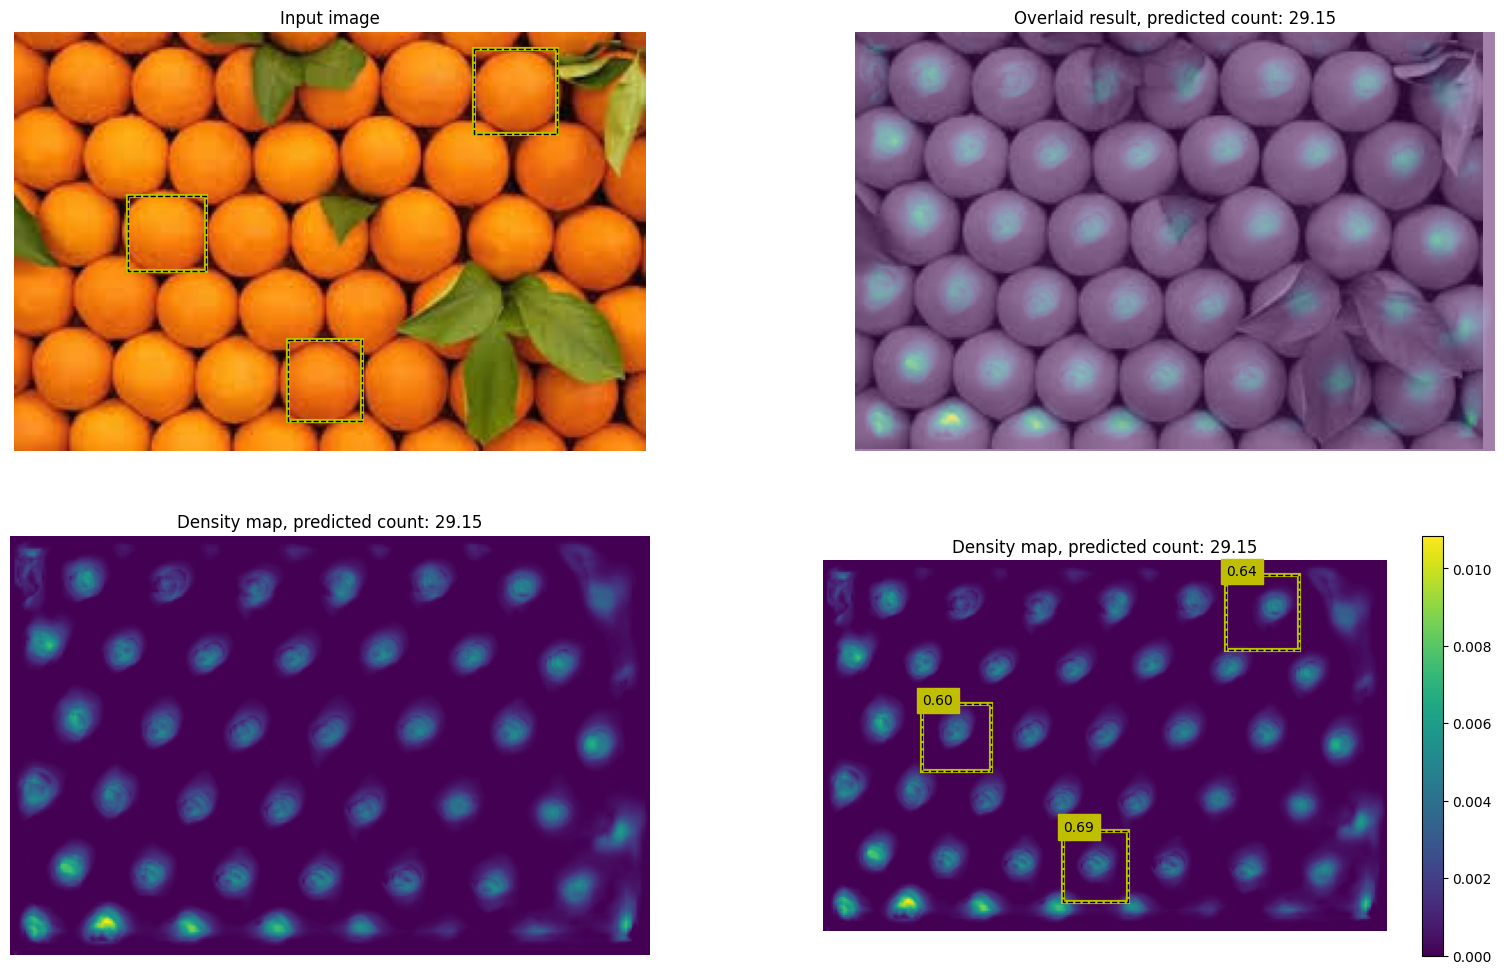 Input image
Overlaid result, predicted count: 29.15
Density map, predicted count: 29.15
Density map, predicted count: 29.15
0.64
0.60
0.69
0.010
0.008
0.006
0.004
0.002
0.000